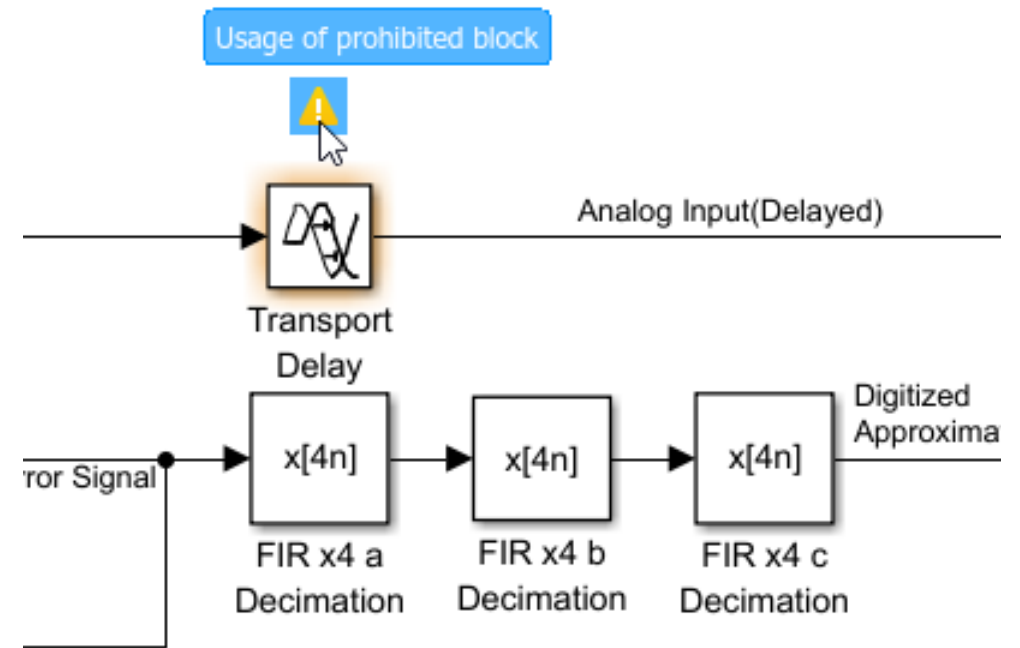 Usage of prohibited block
Analog Input(Delayed)
Transport
Delay
Digitized
x[4n]
x[4n]
x[4n]
Signal
FIR x4 a
Decimation
FIR x4 b
Decimation
FIR x4 c
Decimation